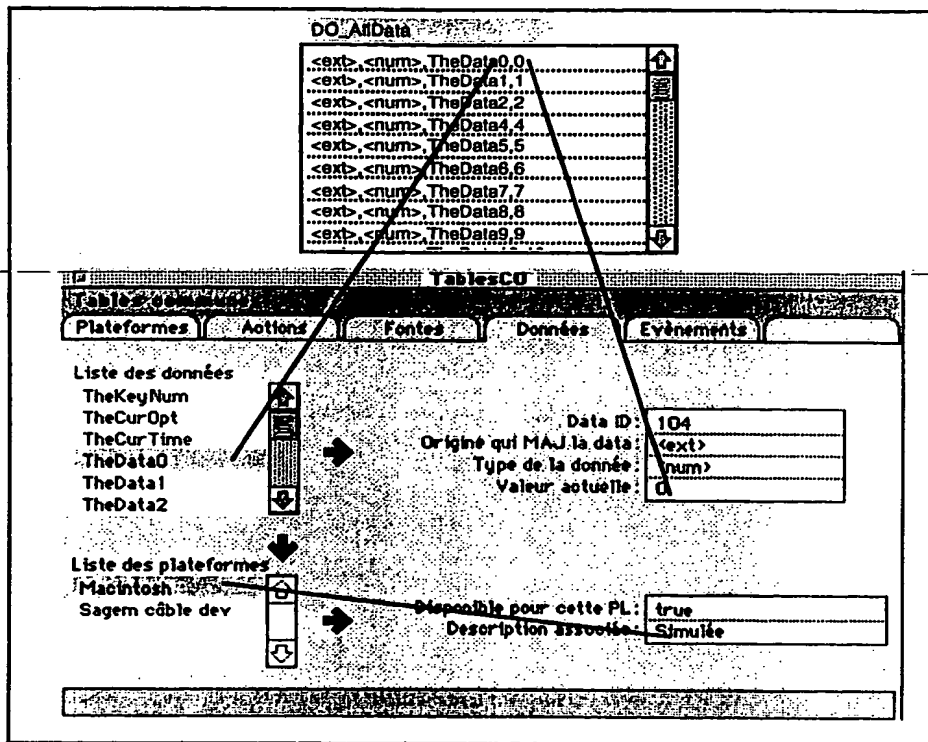 DO_AllData
<ext>,<num>,TheData0,0
<ext>,<num>,TheData1,1
<ext>,<num>,TheData2,2
<ext>,<num>,TheData4,4
<ext>,<num>,TheData5,5
<ext>,<num>,TheData6,6
<ext>,<num>,TheData7,7
<ext>,<num>,TheData8,8
<ext>,<num>,TheData9,9
TablesCO
Tables communes
Plateformes Actions Fontes Données Evènements
Liste des données
TheKeyNum
TheCurOpt
TheCurTime
TheData0
TheData1
TheData2
Data ID: 104
Origine qui MAJ la data: <ext>
Type de la donnée: <num>
Valeur actuelle: 0
Liste des plateformes
Macintosh
Sagem câble dev
Disponible pour cette PL: true
Description associée: Simulée